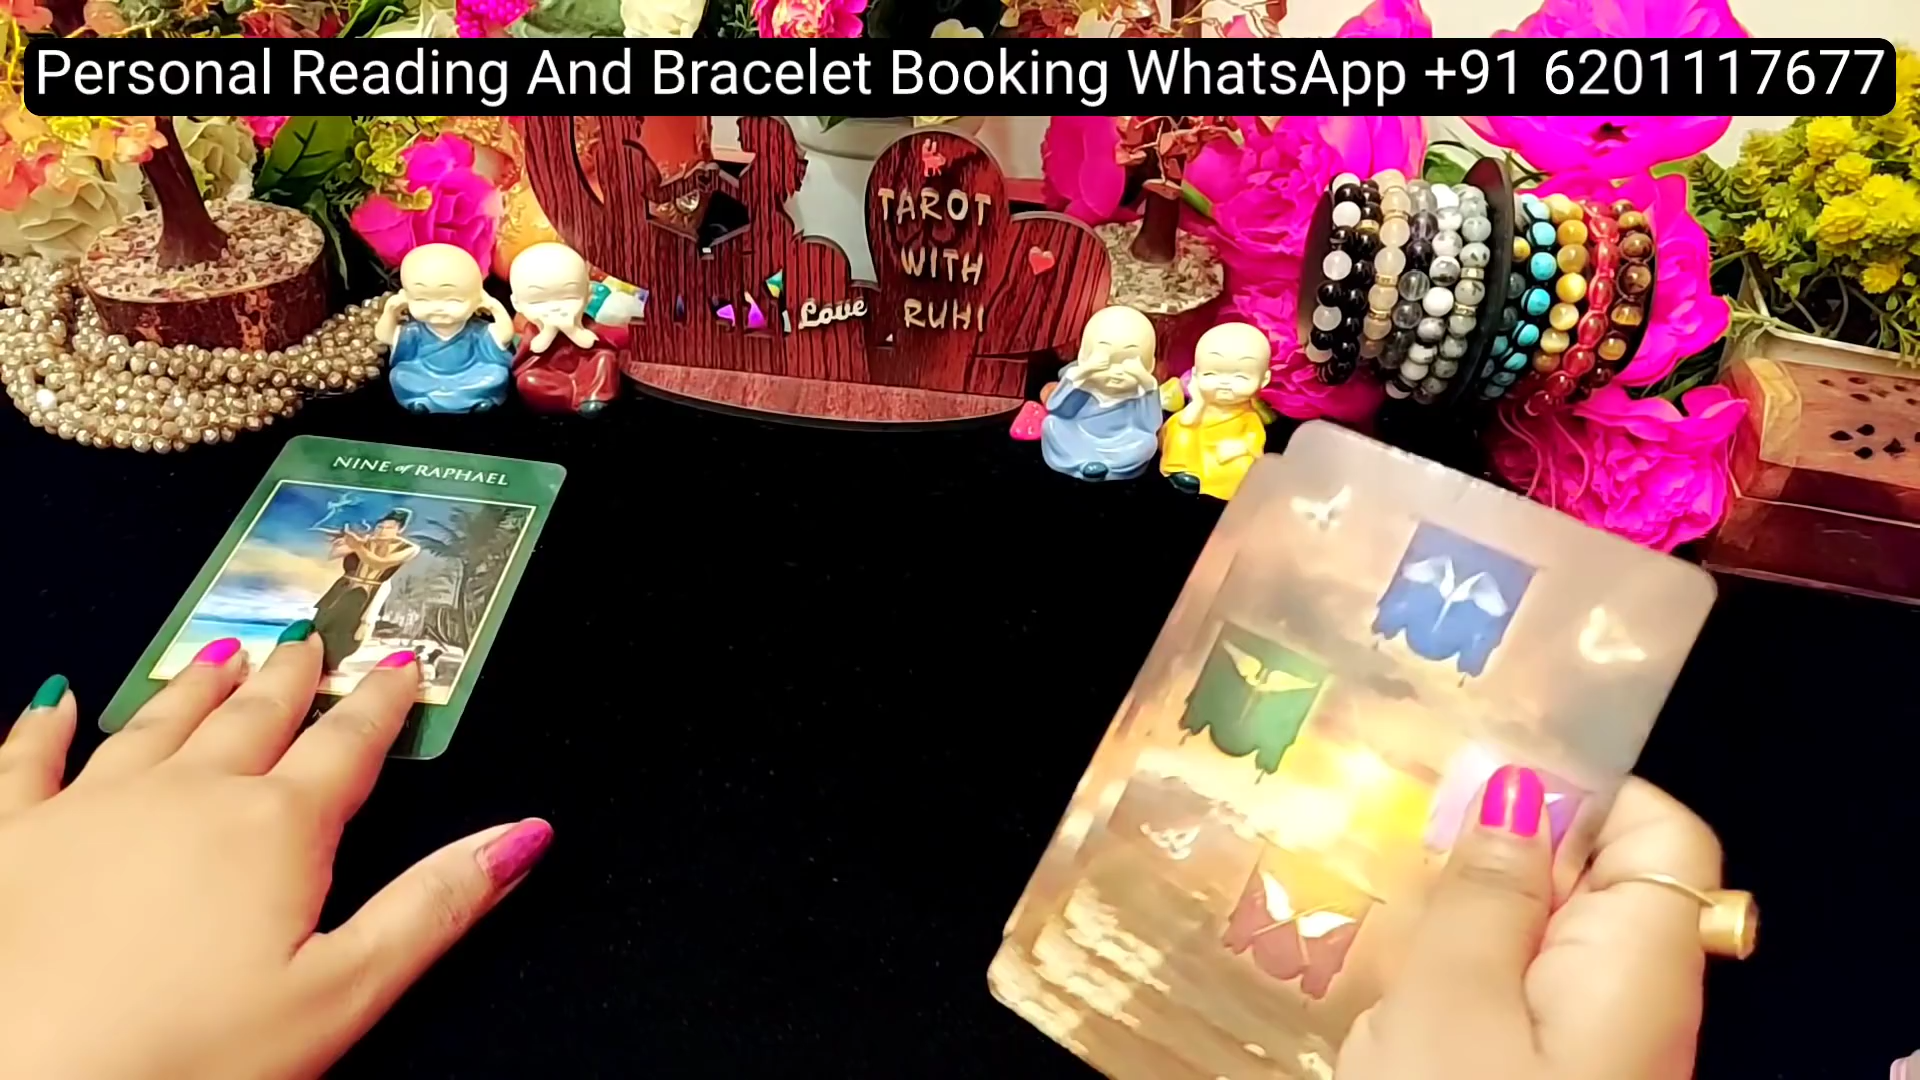 Personal Reading And Bracelet Booking WhatsApp +91 6201117677
TAROT
WITH
RUHI
Love
NINE of RAPHAEL